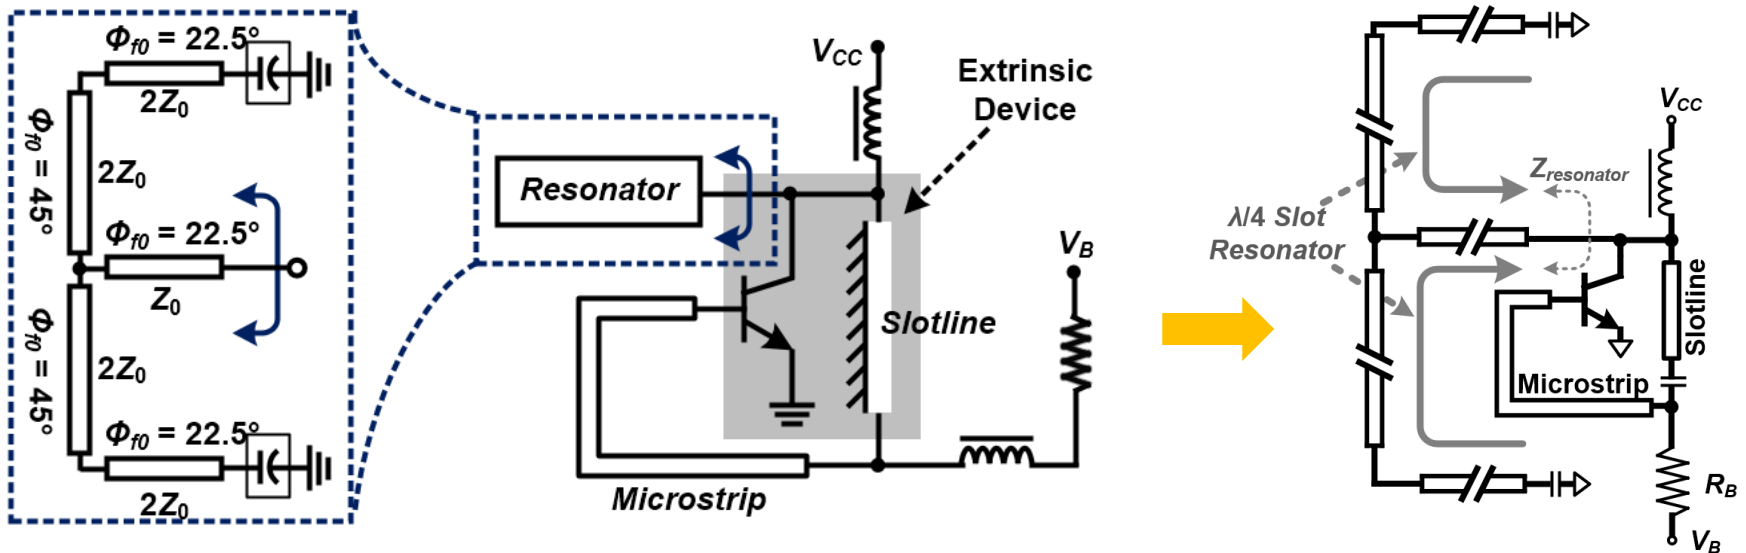 Φf0 = 22.5°
2Z0
Φf0 = 45°
2Z0
Φf0 = 22.5°
Z0
Φf0 = 45°
2Z0
Φf0 = 22.5°
2Z0
Resonator
VCC
Extrinsic
Device
Slotline
VB
Microstrip
λ/4 Slot
Resonator
Zresonator
VCC
Slotline
Microstrip
RB
VB